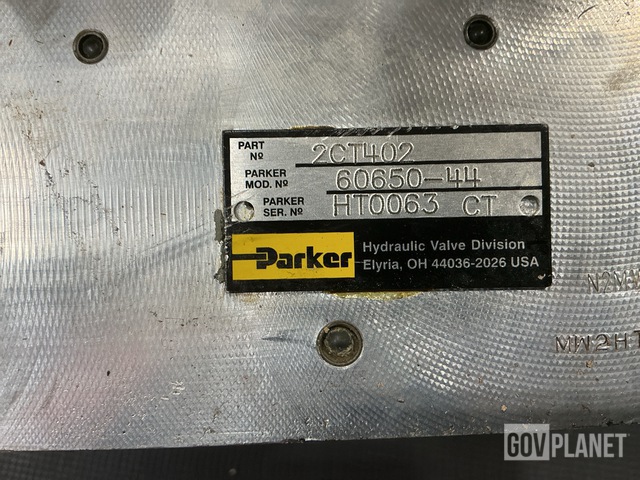 PART
Nº 2CT402
PARKER
MOD. Nº 60650-44
PARKER
SER. Nº HT0063 CT
Parker
Hydraulic Valve Division
Elyria, OH 44036-2026 USA
MW2HT
GOVPLANET